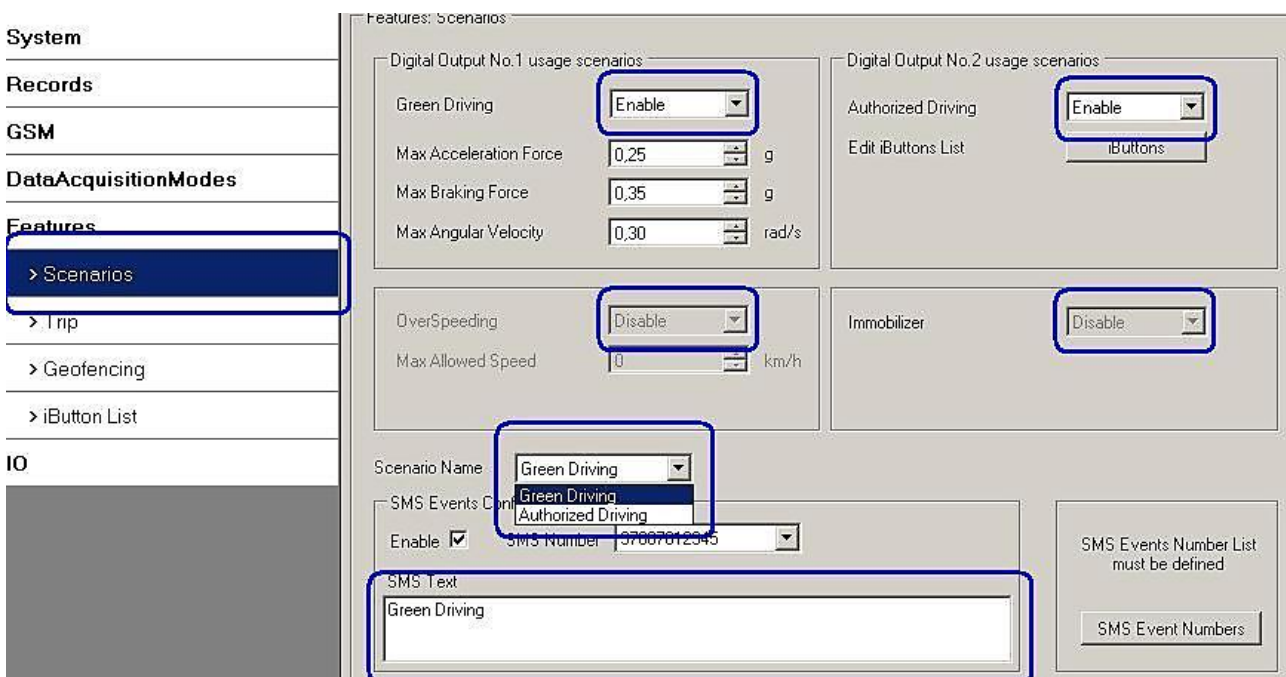 System
Records
GSM
DataAcquisitionModes
Features
> Scenarios
> Trip
> Geofencing
> iButton List
IO
Features: Scenarios
Digital Output No.1 usage scenarios
Green Driving Enable
Max Acceleration Force 0,25 g
Max Braking Force 0,35 g
Max Angular Velocity 0,30 rad/s
Digital Output No.2 usage scenarios
Authorized Driving Enable
Edit iButtons List iButtons
OverSpeeding Disable
Max Allowed Speed 0 km/h
Immobilizer Disable
Scenario Name Green Driving
Green Driving
Authorized Driving
SMS Events Conf
Enable SMS Number 37067012345
SMS Text
Green Driving
SMS Events Number List
must be defined
SMS Event Numbers